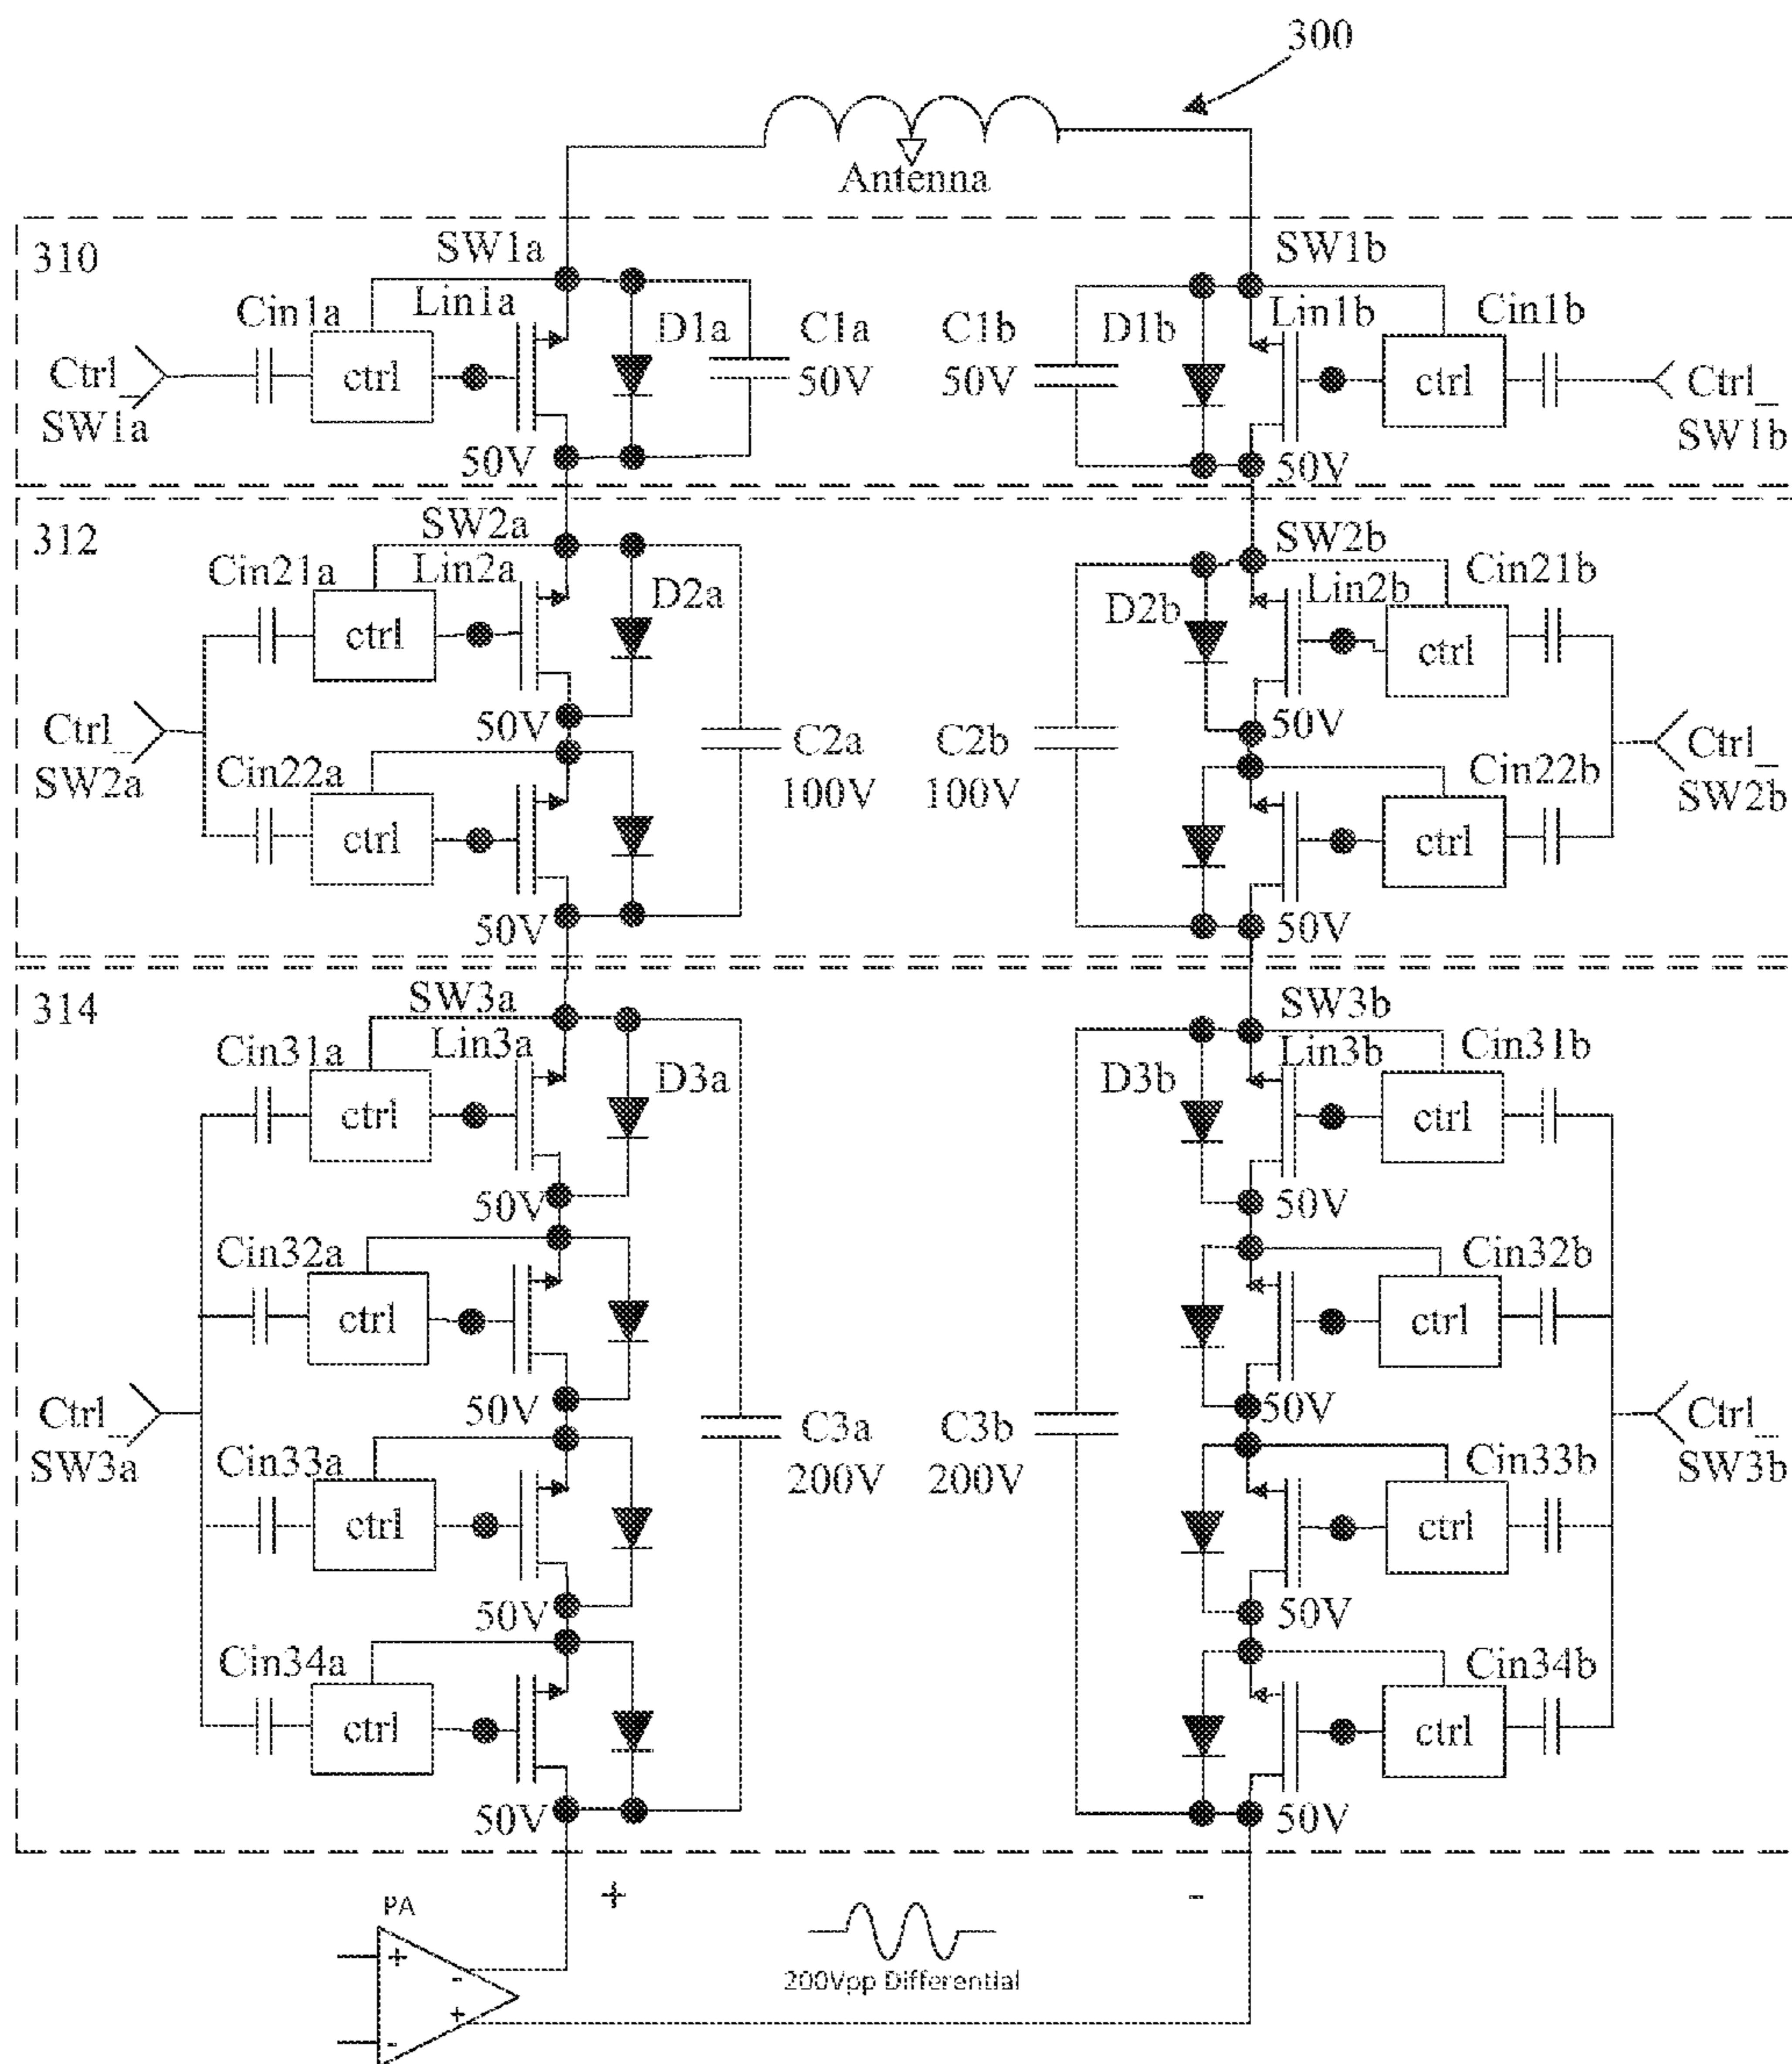 300
Antenna
310
SW1a
SW1b
Cin1a
Lin1a
D1a
C1a
50V
C1b
50V
D1b
Lin1b
Cin1b
Ctrl_
SW1a
ctrl
ctrl
Ctrl_
SW1b
50V
50V
312
SW2a
SW2b
Cin21a
Lin2a
D2a
D2b
Lin2b
Cin21b
ctrl
ctrl
50V
50V
Ctrl_
SW2a
Cin22a
C2a
100V
C2b
100V
Cin22b
Ctrl_
SW2b
ctrl
ctrl
50V
50V
314
SW3a
SW3b
Cin31a
Lin3a
D3a
D3b
Lin3b
Cin31b
ctrl
ctrl
50V
50V
Cin32a
Cin32b
ctrl
ctrl
50V
50V
Ctrl_
SW3a
C3a
200V
C3b
200V
Ctrl_
SW3b
Cin33a
Cin33b
ctrl
ctrl
50V
50V
Cin34a
Cin34b
ctrl
ctrl
50V
50V
+
-
PA
+
-
+
-
200Vpp Differential